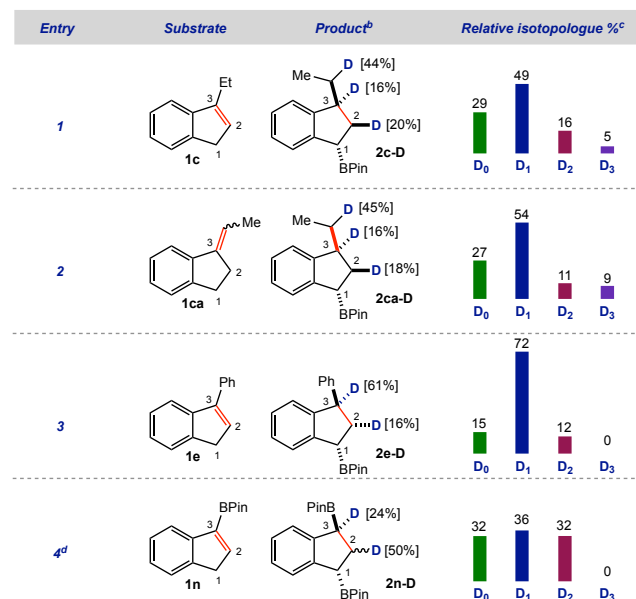 Entry Substrate Product^b Relative isotopologue %^c
1
Et
3
2
1
1c
Me
D [44%]
D [16%]
3
2
D [20%]
1
BPin
2c-D
29 49 16 5
D₀ D₁ D₂ D₃
2
Me
3
2
1
1ca
Me
D [45%]
D [16%]
3
2
D [18%]
1
BPin
2ca-D
27 54 11 9
D₀ D₁ D₂ D₃
3
Ph
3
2
1
1e
Ph
D [61%]
3
2
D [16%]
1
BPin
2e-D
15 72 12 0
D₀ D₁ D₂ D₃
4^d
BPin
3
2
1
1n
PinB
D [24%]
3
2
D [50%]
1
BPin
2n-D
32 36 32 0
D₀ D₁ D₂ D₃